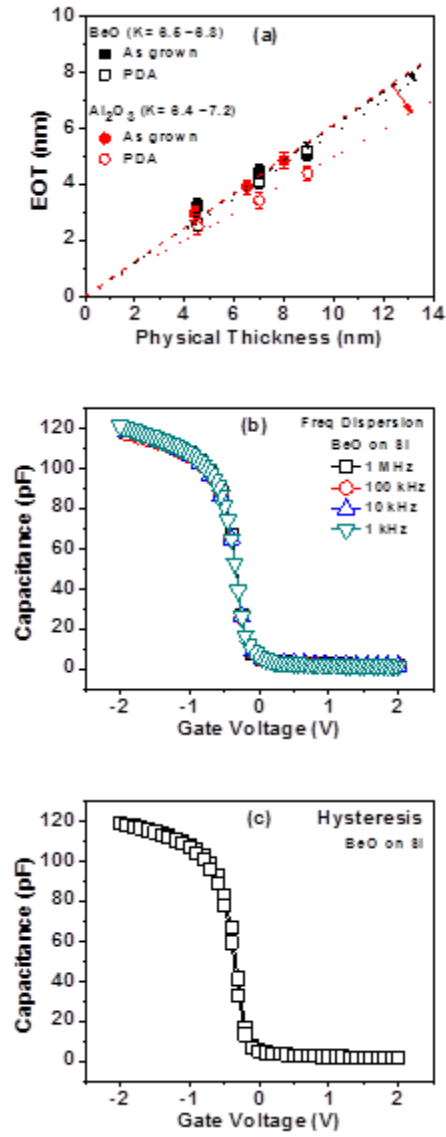 BeO (K= 6.5 –6.3) (a)
As grown
PDA
Al2O3 (K= 6.4 –7.2)
As grown
PDA
10
8
6
4
2
0
EOT (nm)
0 2 4 6 8 10 12 14
Physical Thickness (nm)
(b) Freq Dispersion
BeO on Si
1 MHz
100 kHz
10 kHz
1 kHz
120
100
80
60
40
20
0
Capacitance (pF)
-2 -1 0 1 2
Gate Voltage (V)
(c) Hysteresis
BeO on Si
120
100
80
60
40
20
0
Capacitance (pF)
-2 -1 0 1 2
Gate Voltage (V)